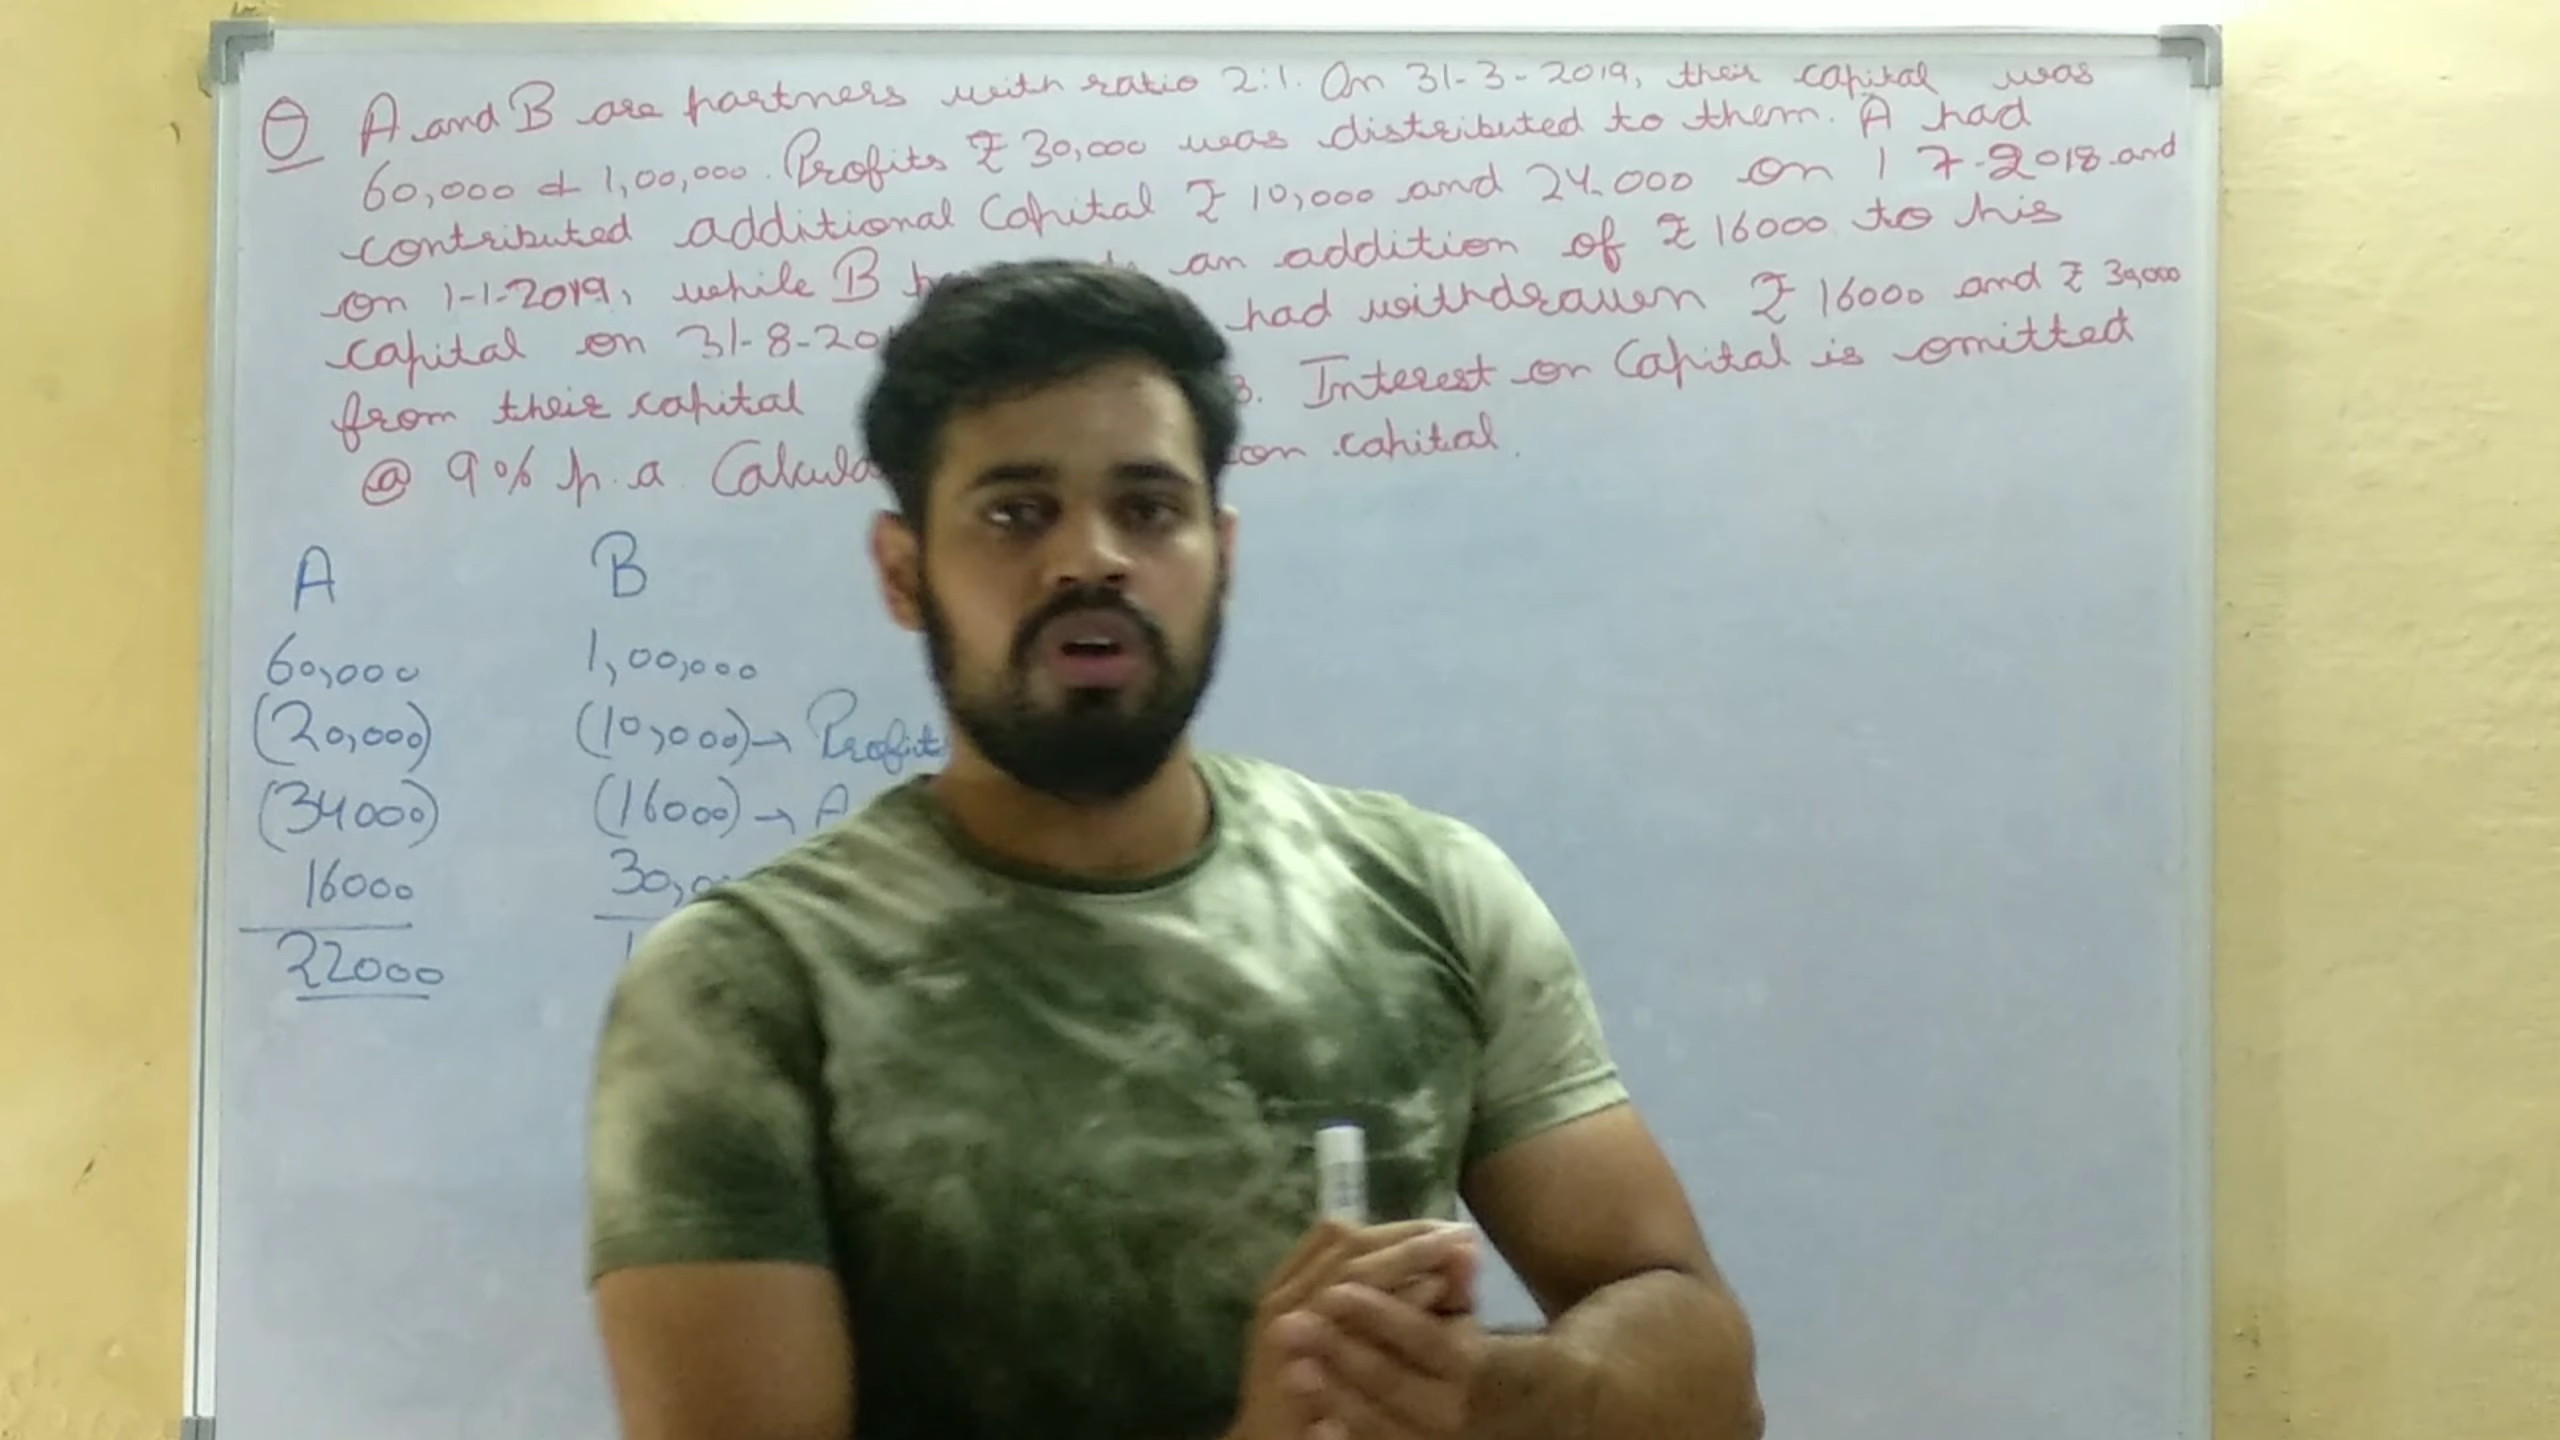 Q A and B are partners with ratio 2:1. On 31-3-2019, their capital was
60,000 & 1,00,000. Profits ₹ 30,000 was distributed to them. A had
contributed additional Capital ₹ 10,000 and 24.000 on 1 7-2018 and
on 1-1-2019, while B an addition of ₹ 16000 to his
capital on 31-8-20 had withdrawn ₹ 16000 and ₹ 30,000
from their capital B. Interest on Capital is omitted
@ 9% p.a. on capital.
A B
60,000 1,00,000
(20,000) (10,000) → Profit
(34000) (16000) → A
16000 30,0
22000 1